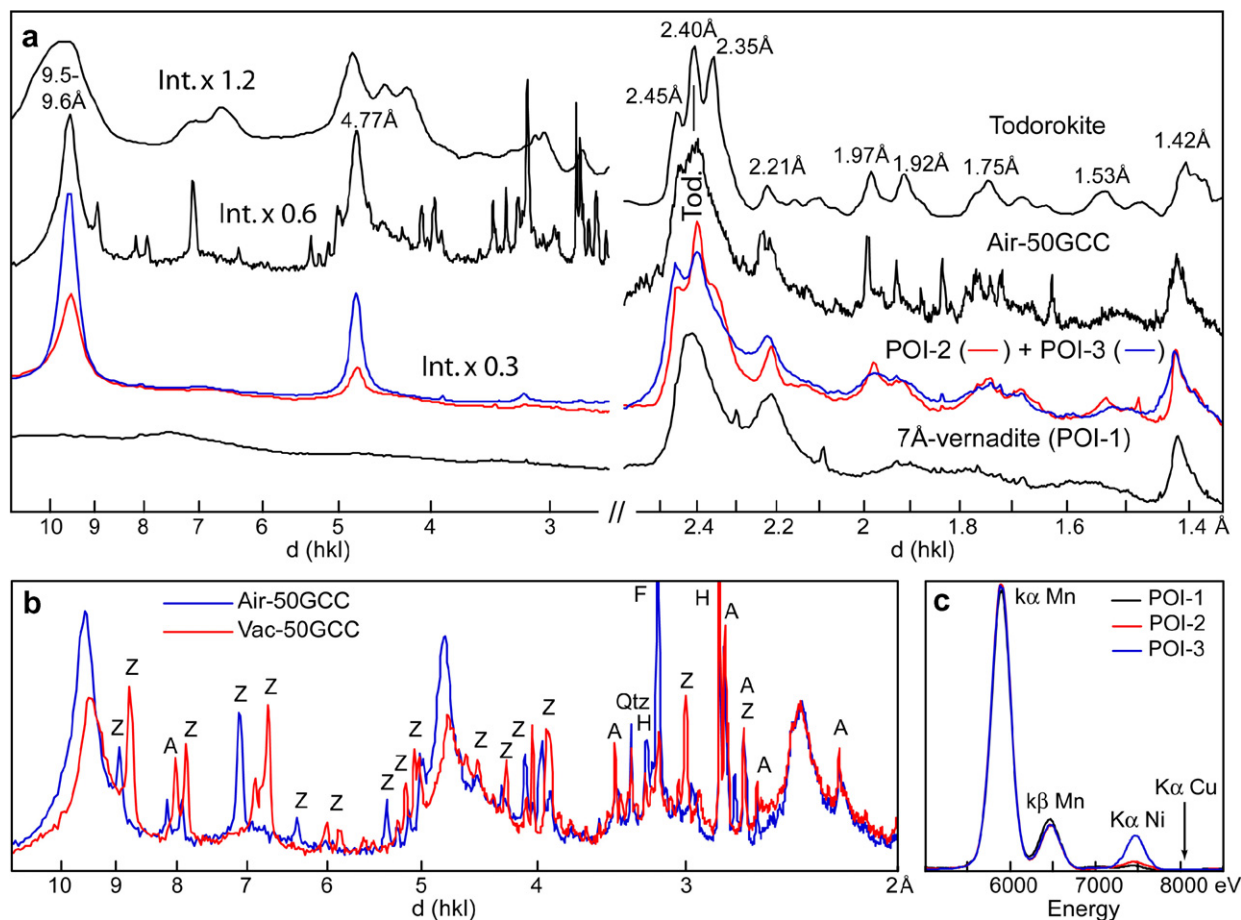 a
Int. x 1.2
9.5-
9.6Å
4.77Å
Int. x 0.6
Int. x 0.3
2.40Å
2.35Å
2.45Å
Tod.
2.21Å
1.97Å
1.92Å
1.75Å
1.53Å
1.42Å
Todorokite
Air-50GCC
POI-2 ( — ) + POI-3 ( — )
7Å-vernadite (POI-1)
10 9 8 7 6 5 4 3 // 2.4 2.2 2 1.8 1.6 1.4 Å
d (hkl) d (hkl)
b
Air-50GCC
Vac-50GCC
Z Z A Z Z Z Z Z Z Z Z Z Z Z Z
A Qtz H F Z H A A Z A A
10 9 8 7 6 5 4 3 2Å
d (hkl)
c
kα Mn
POI-1
POI-2
POI-3
kβ Mn
Kα Ni
Kα Cu
6000 7000 8000 eV
Energy